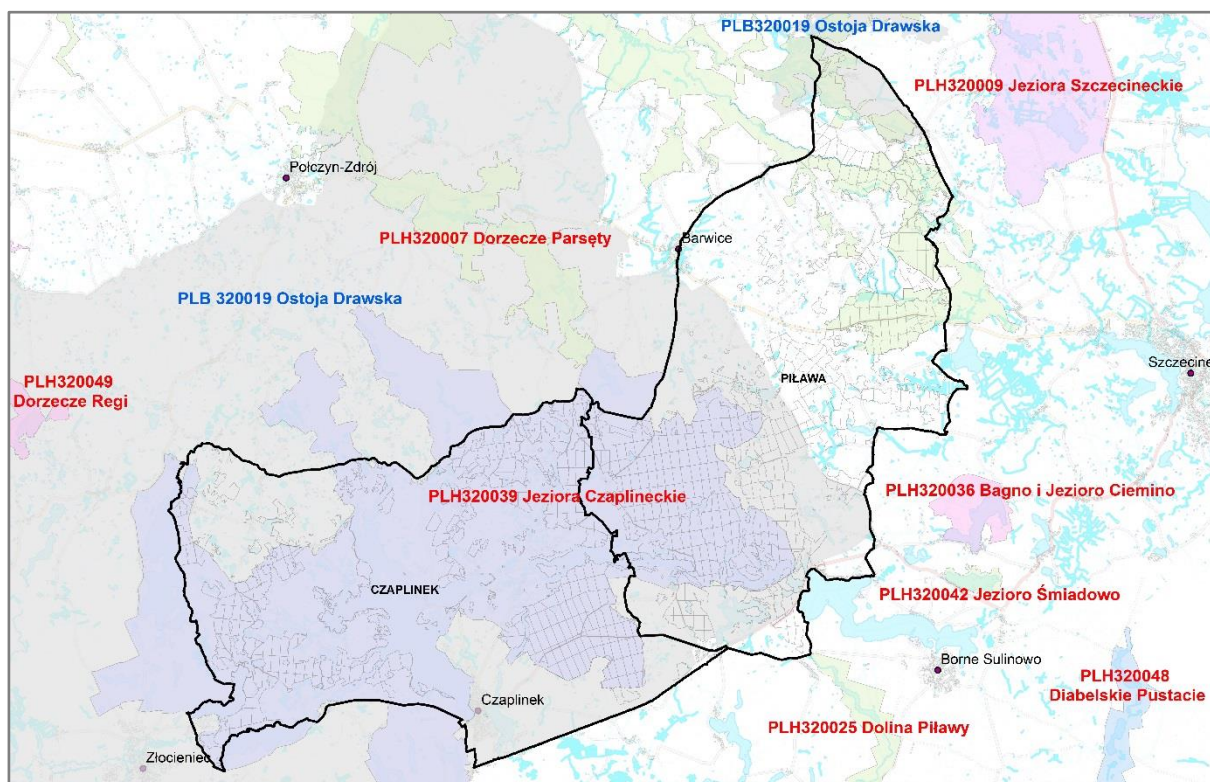 PLB320019 Ostoja Drawska
PLH320009 Jeziora Szczecineckie
Połczyn-Zdrój
PLH320007 Dorzecze Parsęty
Barwice
PLB 320019 Ostoja Drawska
PLH320049
Dorzecze Regi
PIŁAWA
Szczecine
PLH320039 Jeziora Czaplineckie
PLH320036 Bagno i Jezioro Ciemino
CZAPLINEK
PLH320042 Jezioro Śmiadowo
Borne Sulinowo
PLH320048
Diabelskie Pustacie
Czaplinek
PLH320025 Dolina Piławy
Złocieniec